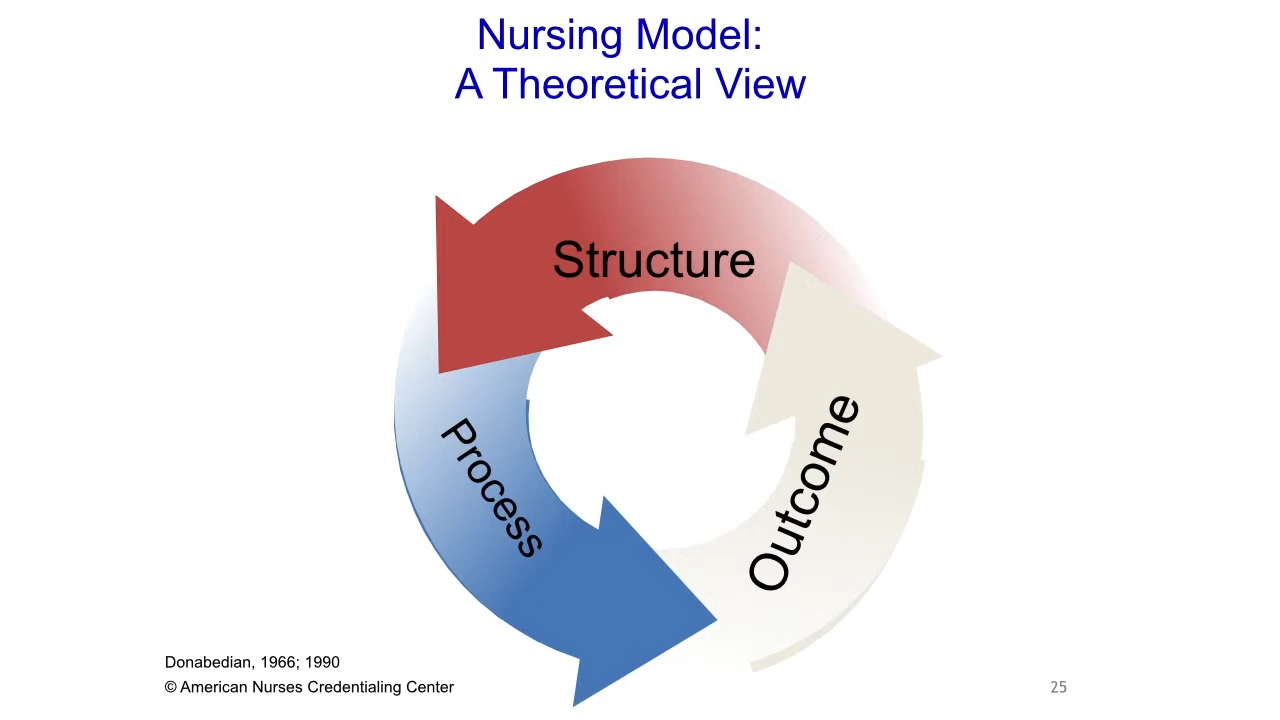 Nursing Model:
A Theoretical View
Structure
Process
Outcome
Donabedian, 1966; 1990
© American Nurses Credentialing Center
25